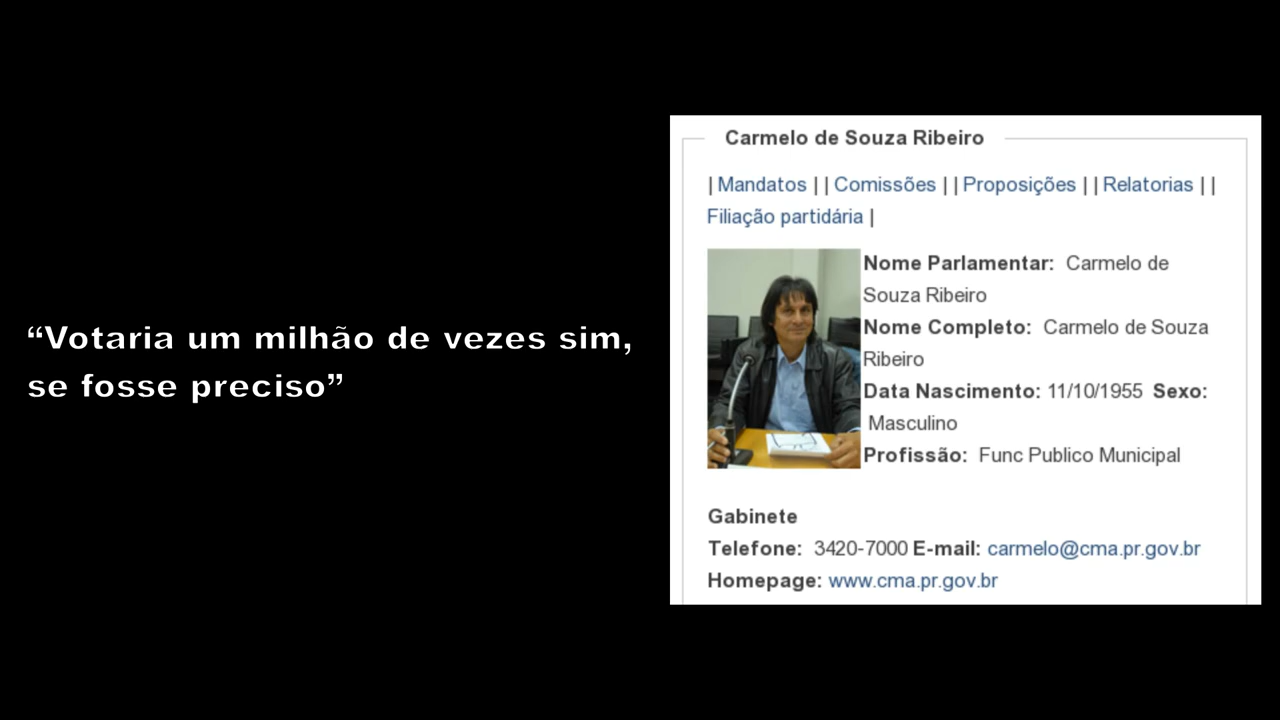 “Votaria um milhão de vezes sim,
se fosse preciso”
Carmelo de Souza Ribeiro
| Mandatos | | Comissões | | Proposições | | Relatorias | |
Filiação partidária |
Nome Parlamentar: Carmelo de
Souza Ribeiro
Nome Completo: Carmelo de Souza
Ribeiro
Data Nascimento: 11/10/1955 Sexo:
Masculino
Profissão: Func Publico Municipal
Gabinete
Telefone: 3420-7000 E-mail: carmelo@cma.pr.gov.br
Homepage: www.cma.pr.gov.br